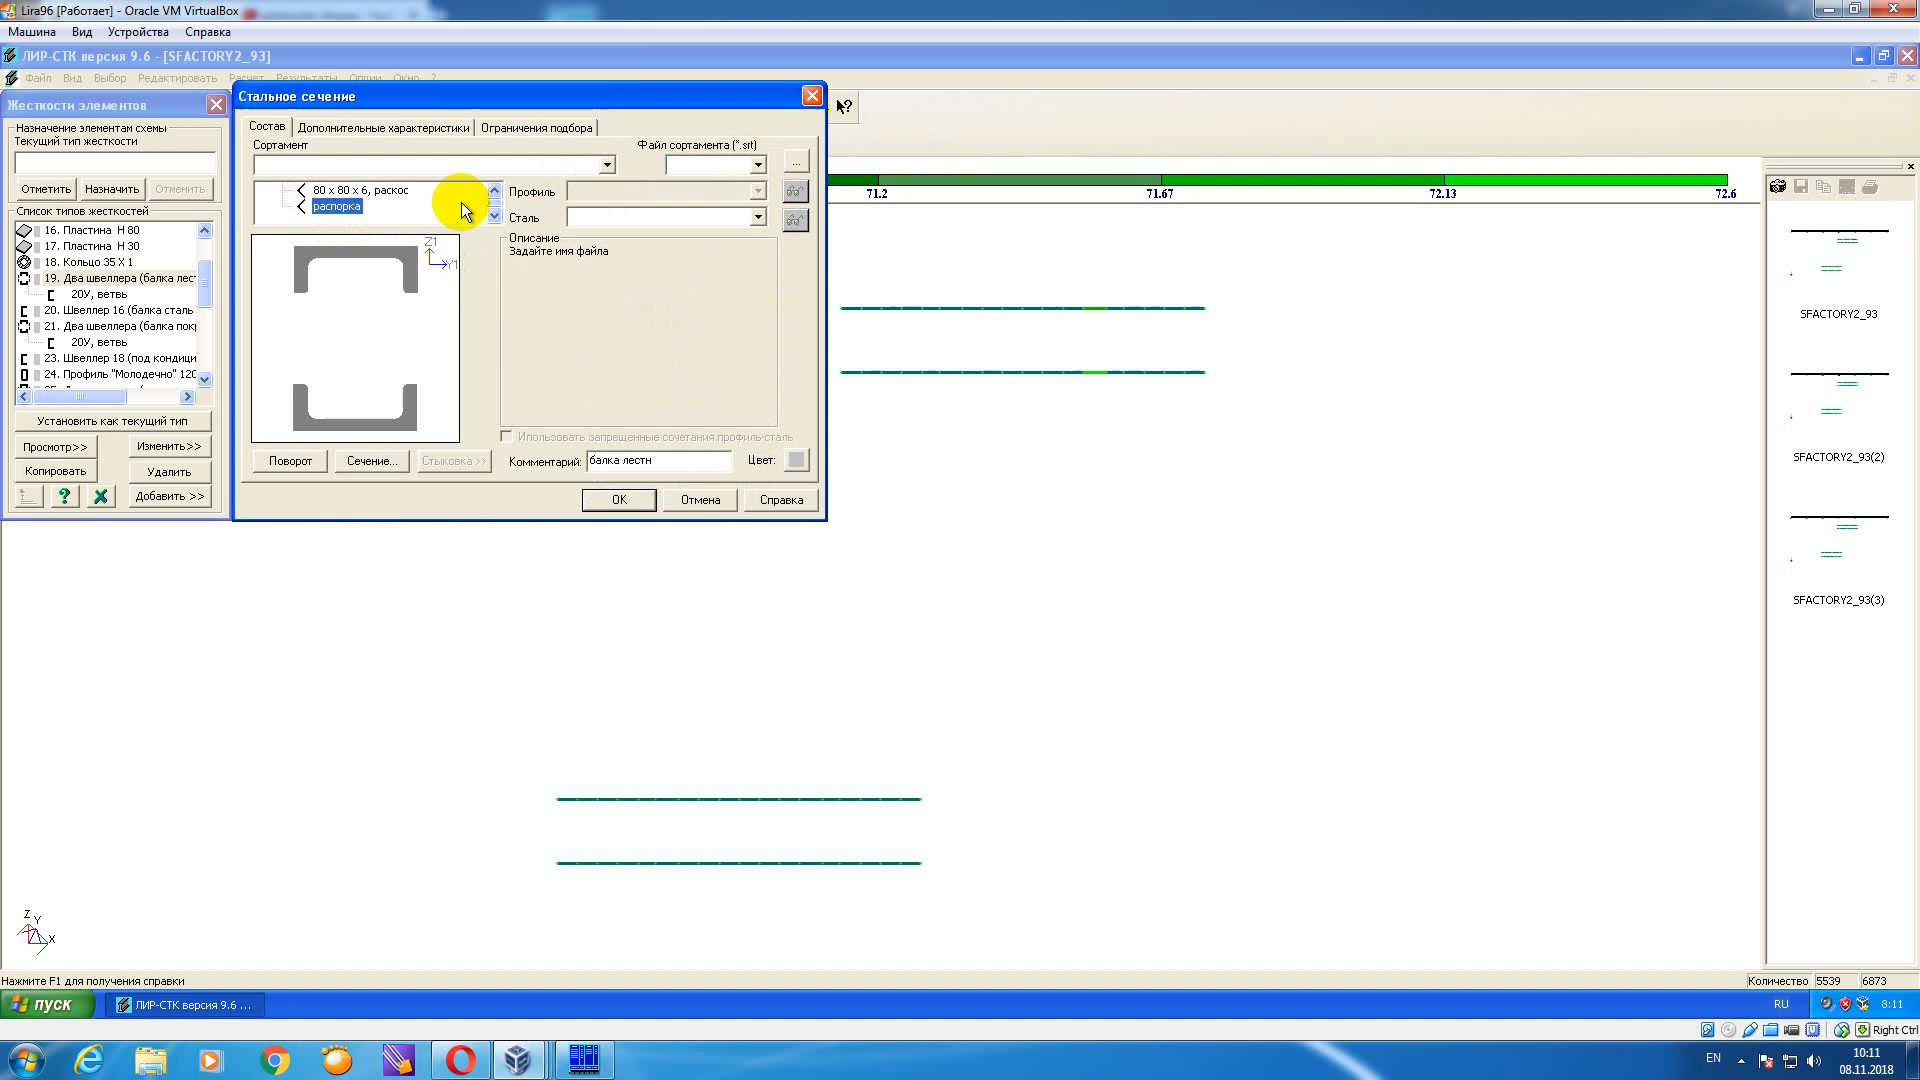 Lira96 [Работает] - Oracle VM VirtualBox
Машина Вид Устройства Справка
ЛИР-СТК версия 9.6 - [SFACTORY2_93]
Файл Вид Выбор Редактировать Расчет Результаты Опции Окно ?
Жесткости элементов
Назначение элементам схемы
Текущий тип жесткости
Отметить Назначить Отменить
Список типов жесткостей
16. Пластина H 80
17. Пластина H 30
18. Кольцо 35 X 1
19. Два швеллера (балка лес
20У, ветвь
20. Швеллер 16 (балка сталь
21. Два швеллера (балка пок
20У, ветвь
23. Швеллер 18 (под кондици
24. Профиль "Молодечно" 120
Установить как текущий тип
Просмотр>> Изменить>>
Копировать Удалить
? Добавить >>
Стальное сечение
Состав Дополнительные характеристики Ограничения подбора
Сортамент Файл сортамента (*.srt)
...
80 x 80 x 6, раскос
распорка
Профиль
Сталь
Описание
Задайте имя файла
Z1
Y1
Ипользовать запрещенные сочетания профиль-сталь
Поворот Сечение... Стыковка >> Комментарий: балка лестн Цвет:
OK Отмена Справка
71.2 71.67 72.13 72.6
SFACTORY2_93
SFACTORY2_93(2)
SFACTORY2_93(3)
Z
Y
X
Нажмите F1 для получения справки
Количество 5539 6873
пуск ЛИР-СТК версия 9.6 ... RU 8:11
Right Ctrl
EN 10:11
08.11.2018